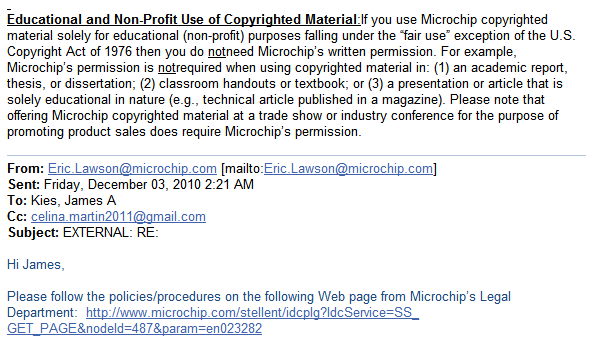 Educational and Non-Profit Use of Copyrighted Material:If you use Microchip copyrighted
material solely for educational (non-profit) purposes falling under the “fair use” exception of the U.S.
Copyright Act of 1976 then you do notneed Microchip’s written permission. For example,
Microchip’s permission is notrequired when using copyrighted material in: (1) an academic report,
thesis, or dissertation; (2) classroom handouts or textbook; or (3) a presentation or article that is
solely educational in nature (e.g., technical article published in a magazine). Please note that
offering Microchip copyrighted material at a trade show or industry conference for the purpose of
promoting product sales does require Microchip’s permission.
From: Eric.Lawson@microchip.com [mailto:Eric.Lawson@microchip.com]
Sent: Friday, December 03, 2010 2:21 AM
To: Kies, James A
Cc: celina.martin2011@gmail.com
Subject: EXTERNAL: RE:
Hi James,
Please follow the policies/procedures on the following Web page from Microchip’s Legal
Department: http://www.microchip.com/stellent/idcplg?IdcService=SS_
GET_PAGE&nodeId=487&param=en023282